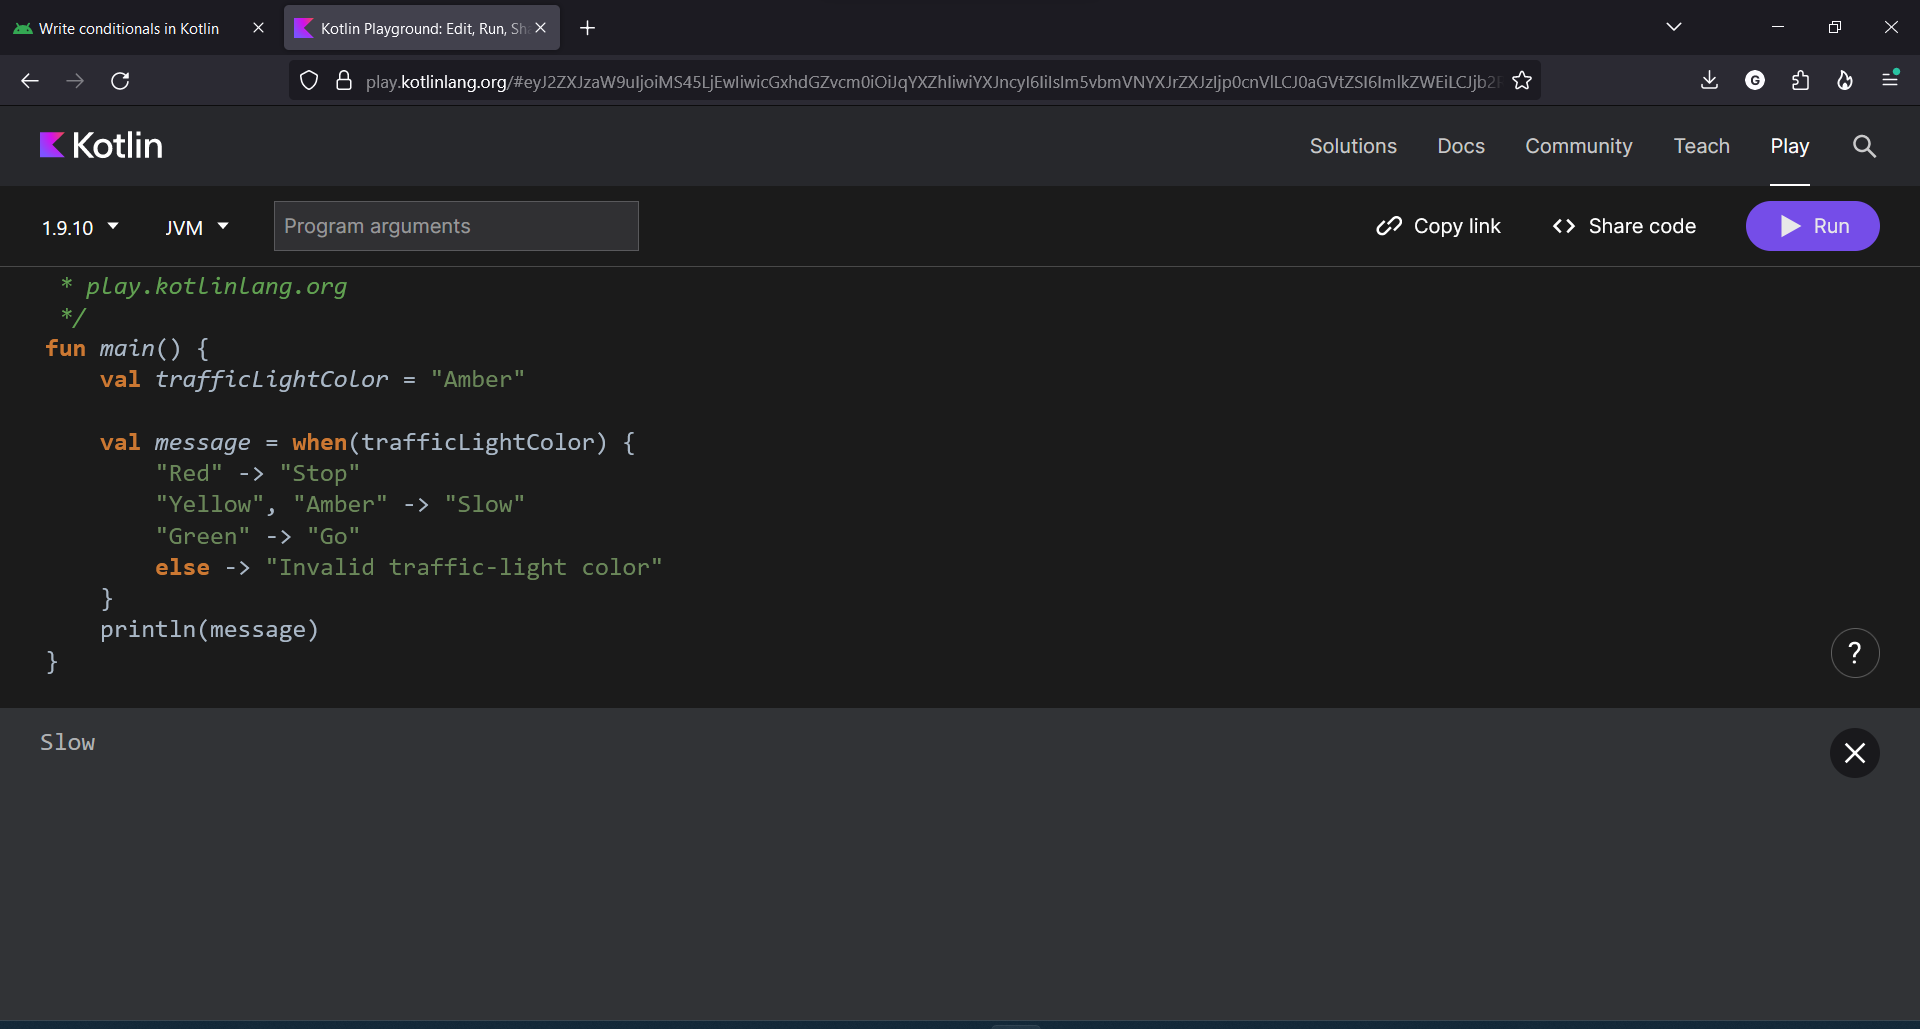 Write conditionals in Kotlin
Kotlin Playground: Edit, Run, Sh
play.kotlinlang.org/#eyJ2ZXJzaW9uIjoiMS45LjEwIiwicGxhdGZvcm0iOiJqYXZhIiwiYXJncyI6IiIsIm5vbmVNYXJrZXJzIjp0cnVlLCJ0aGVtZSI6ImlkZWEiLCJjb2R
Kotlin
Solutions Docs Community Teach Play
1.9.10 JVM Program arguments Copy link Share code Run
* play.kotlinlang.org
*/
fun main() {
val trafficLightColor = "Amber"
val message = when(trafficLightColor) {
"Red" -> "Stop"
"Yellow", "Amber" -> "Slow"
"Green" -> "Go"
else -> "Invalid traffic-light color"
}
println(message)
}
?
Slow